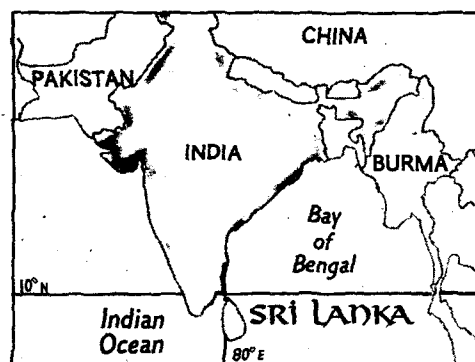 CHINA
PAKISTAN
INDIA
BURMA
Bay
of
Bengal
10°N
SRI LANKA
Indian
Ocean
80°E